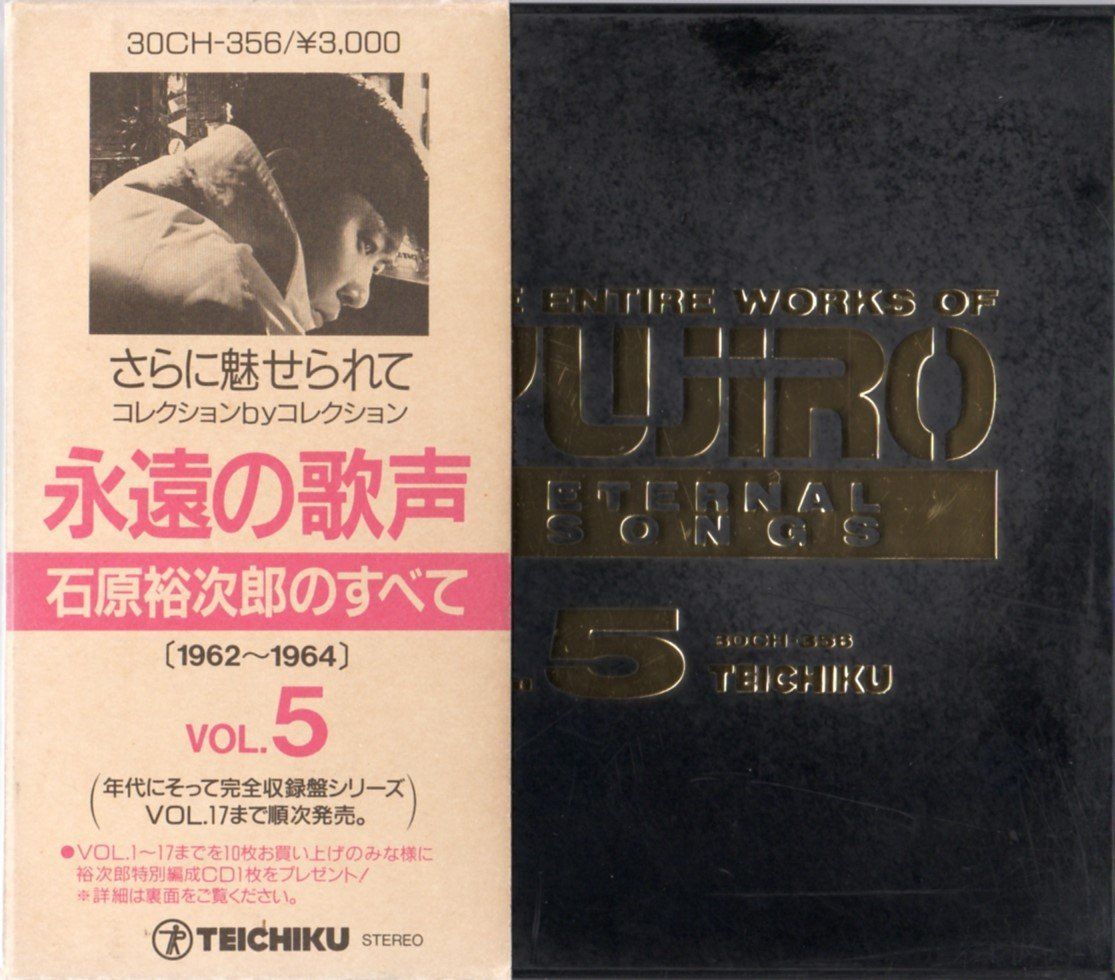 30CH-356/¥3,000
さらに魅せられて
コレクションbyコレクション
永遠の歌声
石原裕次郎のすべて
〔1962〜1964〕
VOL.5
(年代にそって完全収録盤シリーズ
VOL.17まで順次発売。)
●VOL.1〜17までを10枚お買い上げのみな様に
裕次郎特別編成CD1枚をプレゼント!
※詳細は裏面をご覧ください。
TEICHIKU STEREO
E ENTIRE WORKS OF
YUJIRO
ETERNAL
SONGS
.5
30CH-356
TEICHIKU